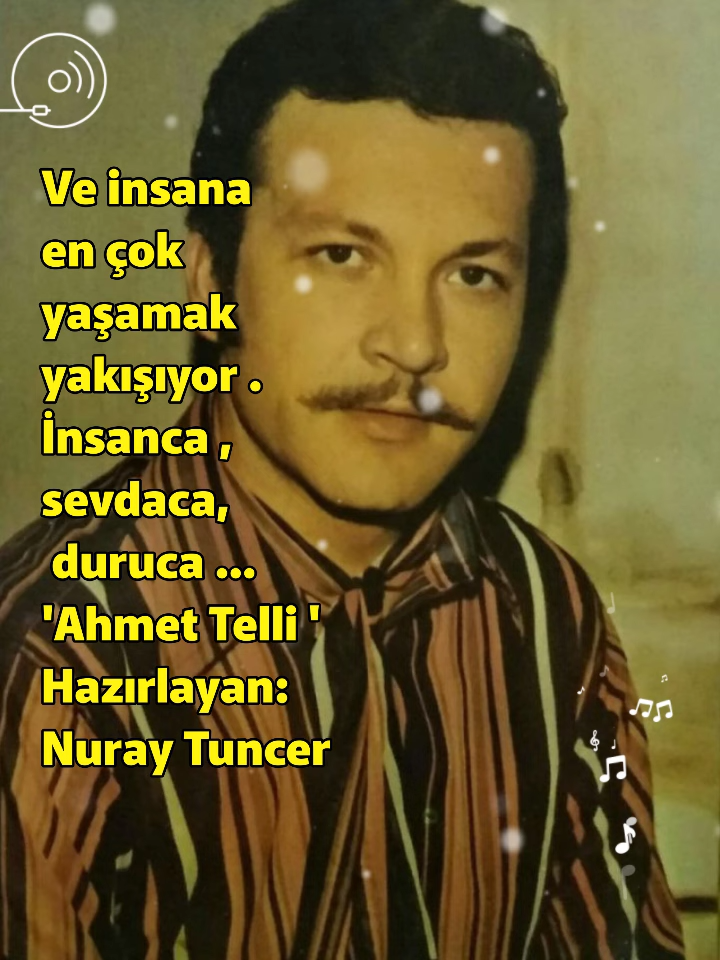 Ve insana
en çok
yaşamak
yakışıyor .
İnsanca ,
sevdaca,
duruca ...
'Ahmet Telli '
Hazırlayan:
Nuray Tuncer